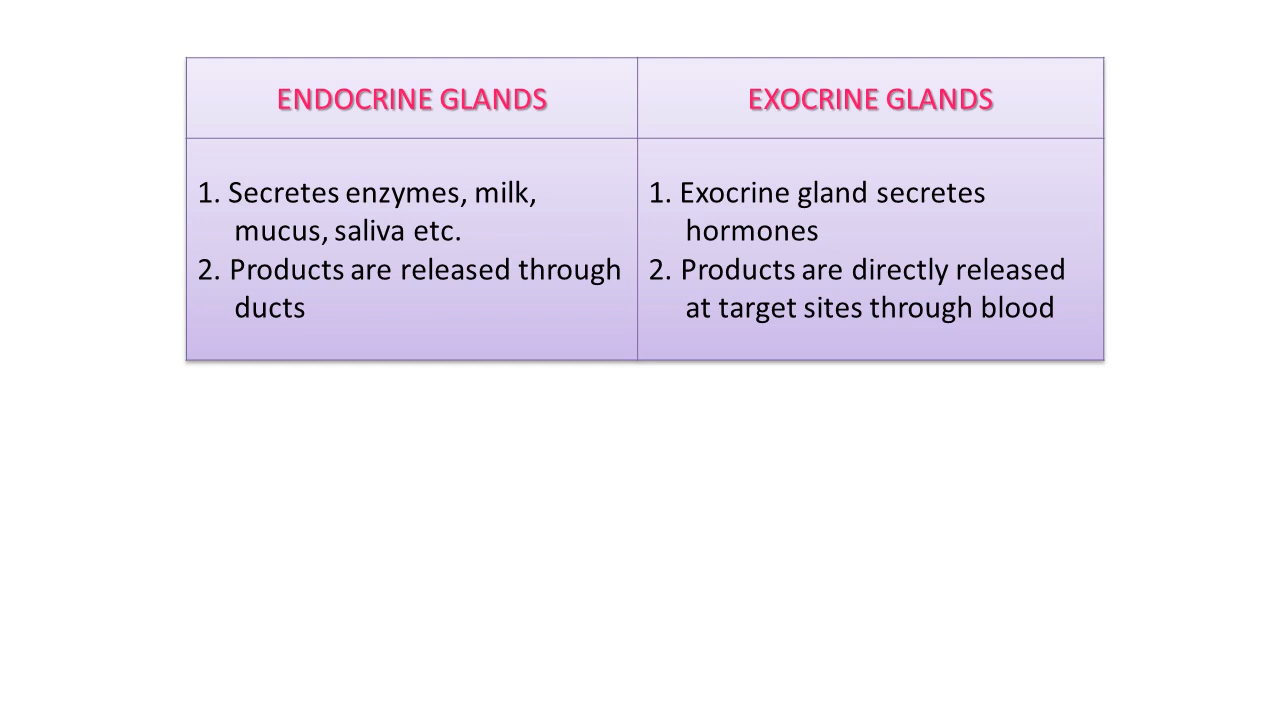 ENDOCRINE GLANDS
EXOCRINE GLANDS
1. Secretes enzymes, milk,
mucus, saliva etc.
2. Products are released through
ducts
1. Exocrine gland secretes
hormones
2. Products are directly released
at target sites through blood